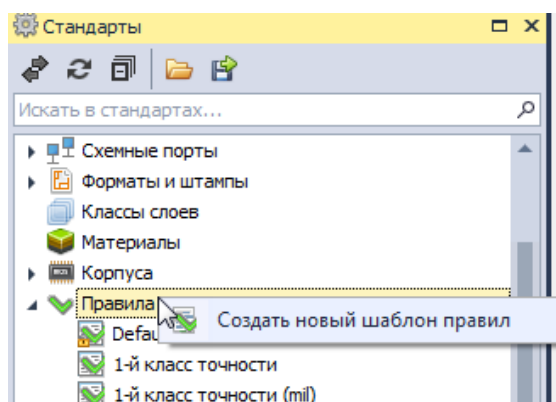 Стандарты
Искать в стандартах...
Схемные порты
Форматы и штампы
Классы слоев
Материалы
Корпуса
Правила
Создать новый шаблон правил
1-й класс точности
1-й класс точности (mil)